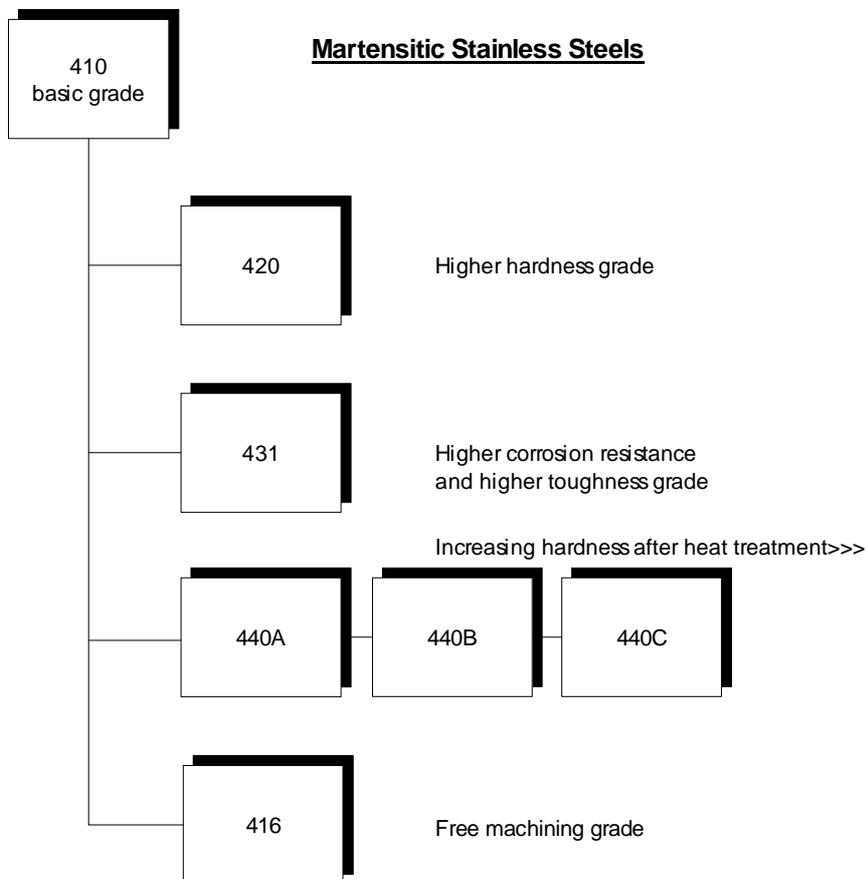 Martensitic Stainless Steels
410
basic grade
420
Higher hardness grade
431
Higher corrosion resistance
and higher toughness grade
Increasing hardness after heat treatment>>>
440A
440B
440C
416
Free machining grade